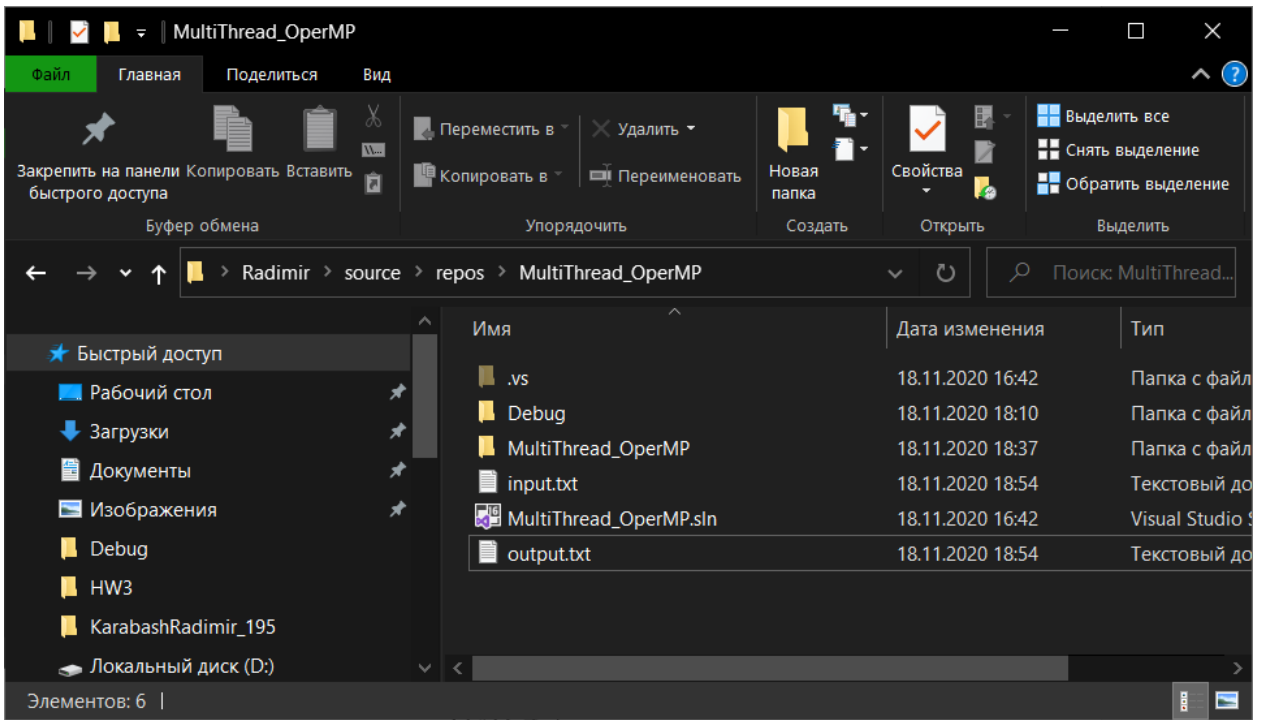 MultiThread_OperMP
Файл Главная Поделиться Вид
Закрепить на панели быстрого доступа
Копировать
Вставить
Буфер обмена
Переместить в
Копировать в
Удалить
Переименовать
Упорядочить
Новая папка
Создать
Свойства
Открыть
Выделить все
Снять выделение
Обратить выделение
Выделить
Radimir > source > repos > MultiThread_OperMP
Поиск: MultiThread...
Быстрый доступ
Рабочий стол
Загрузки
Документы
Изображения
Debug
HW3
KarabashRadimir_195
Локальный диск (D:)
Имя Дата изменения Тип
.vs 18.11.2020 16:42 Папка с файл
Debug 18.11.2020 18:10 Папка с файл
MultiThread_OperMP 18.11.2020 18:37 Папка с файл
input.txt 18.11.2020 18:54 Текстовый до
MultiThread_OperMP.sln 18.11.2020 16:42 Visual Studio
output.txt 18.11.2020 18:54 Текстовый до
Элементов: 6